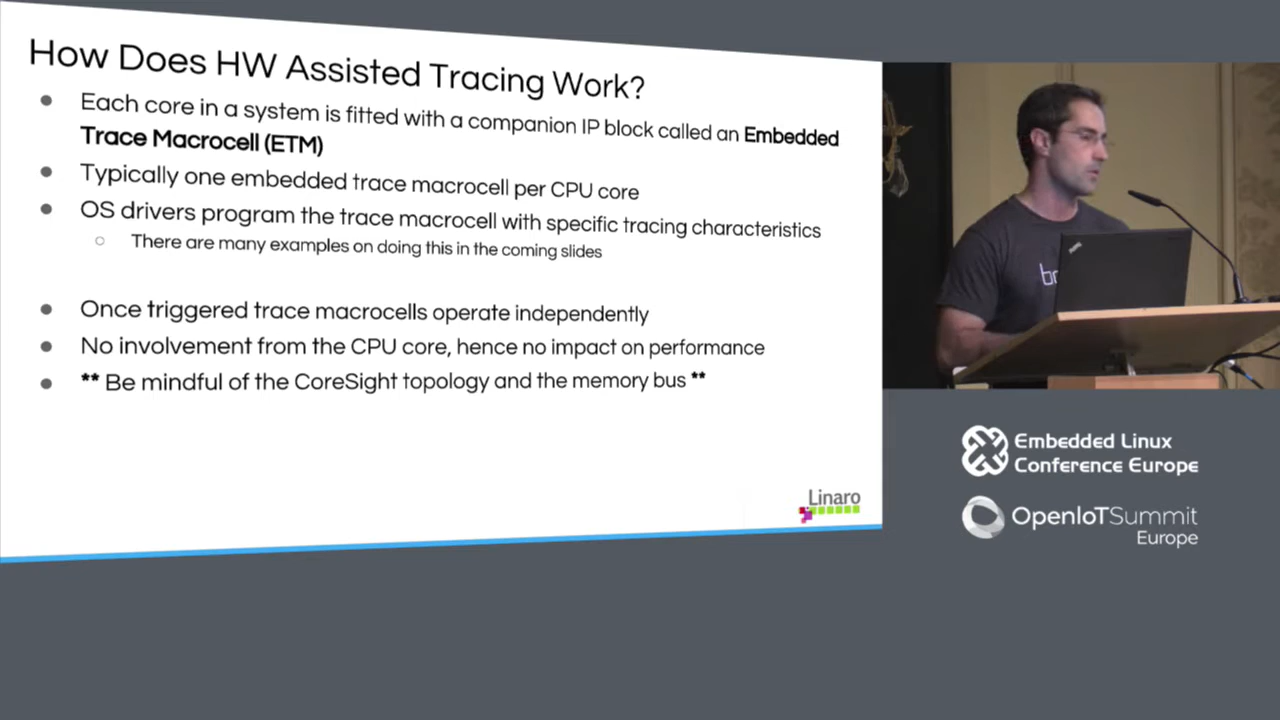 How Does HW Assisted Tracing Work?
● Each core in a system is fitted with a companion IP block called an Embedded
Trace Macrocell (ETM)
● Typically one embedded trace macrocell per CPU core
● OS drivers program the trace macrocell with specific tracing characteristics
○ There are many examples on doing this in the coming slides
● Once triggered trace macrocells operate independently
● No involvement from the CPU core, hence no impact on performance
● ** Be mindful of the CoreSight topology and the memory bus **
Linaro
Embedded Linux
Conference Europe
OpenIoTSummit
Europe